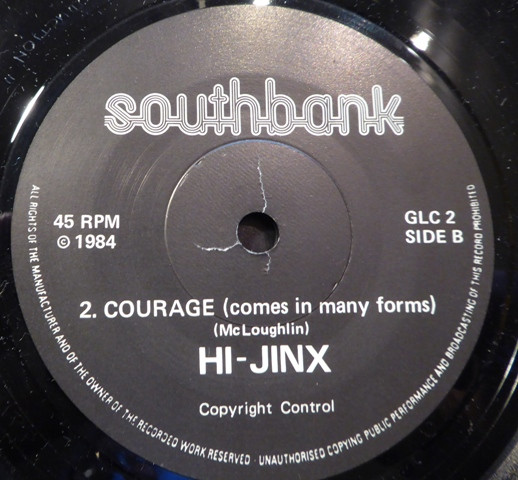 southbank
45 RPM
© 1984
GLC 2
SIDE B
2. COURAGE (comes in many forms)
(McLoughlin)
HI-JINX
Copyright Control
ALL RIGHTS OF THE MANUFACTURER AND OF THE OWNER OF THE RECORDED WORK RESERVED · UNAUTHORISED COPYING PUBLIC PERFORMANCE AND BROADCASTING OF THIS RECORD PROHIBITED